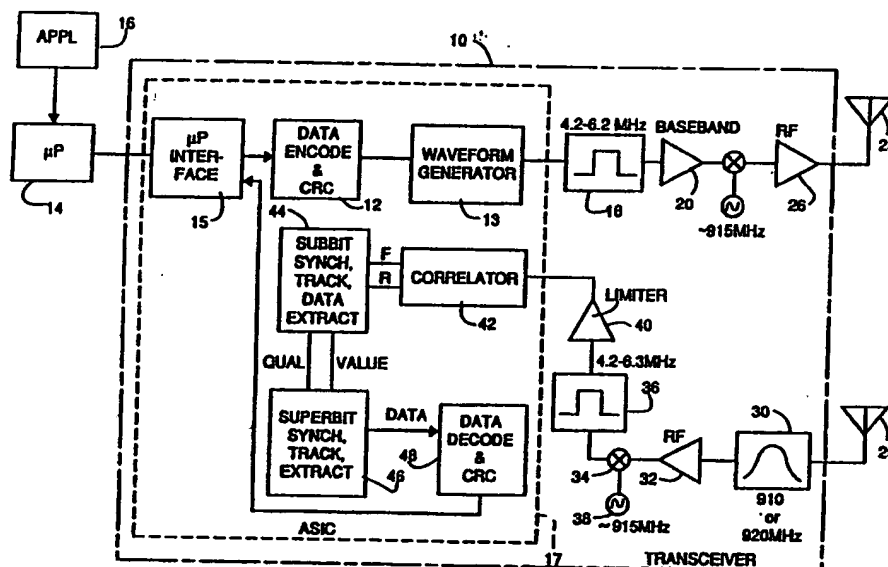 APPL
16
10
µP
14
µP
INTER-
FACE
15
DATA
ENCODE
&
CRC
12
WAVEFORM
GENERATOR
13
4.2-6.2 MHz
18
BASEBAND
20
~915MHz
RF
26
44
SUBBIT
SYNCH,
TRACK,
DATA
EXTRACT
F
R
CORRELATOR
42
LIMITER
40
QUAL
VALUE
4.2-6.3MHz
36
SUPERBIT
SYNCH,
TRACK,
EXTRACT
46
DATA
48
DATA
DECODE
&
CRC
34
38
~915MHz
RF
32
30
910
or
920MHz
ASIC
17
TRANSCEIVER